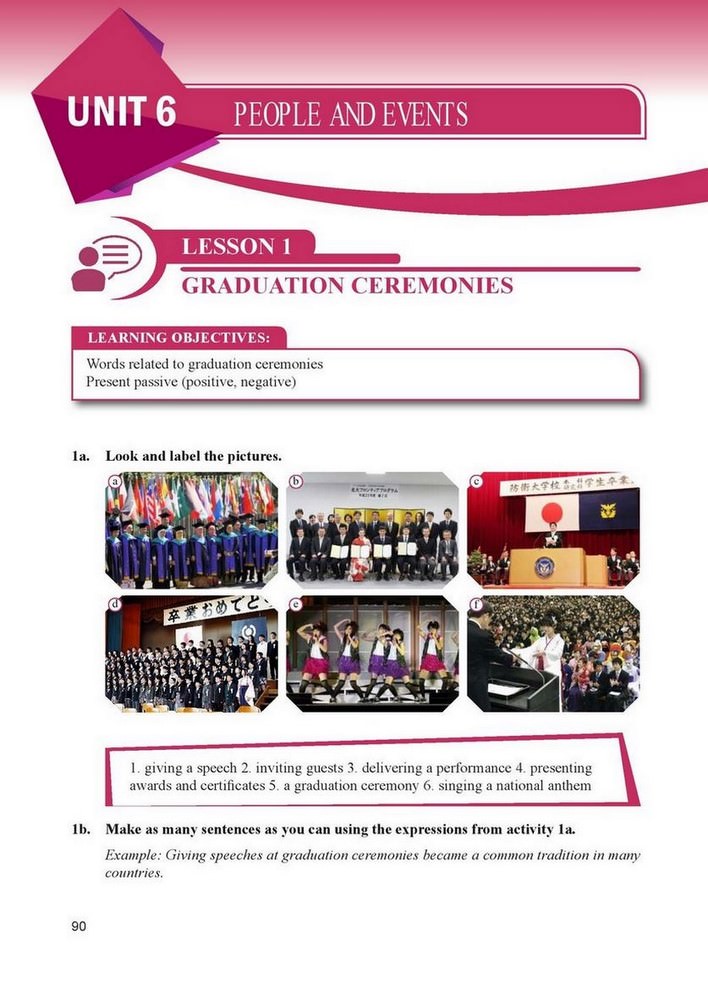 UNIT 6
PEOPLE AND EVENTS
LESSON 1
GRADUATION CEREMONIES
LEARNING OBJECTIVES:
Words related to graduation ceremonies
Present passive (positive, negative)
1a. Look and label the pictures.
a
b
c
防衛大学校 本科 学生卒業
d
卒業おめでとう
e
f
1. giving a speech 2. inviting guests 3. delivering a performance 4. presenting
awards and certificates 5. a graduation ceremony 6. singing a national anthem
1b. Make as many sentences as you can using the expressions from activity 1a.
Example: Giving speeches at graduation ceremonies became a common tradition in many
countries.
90